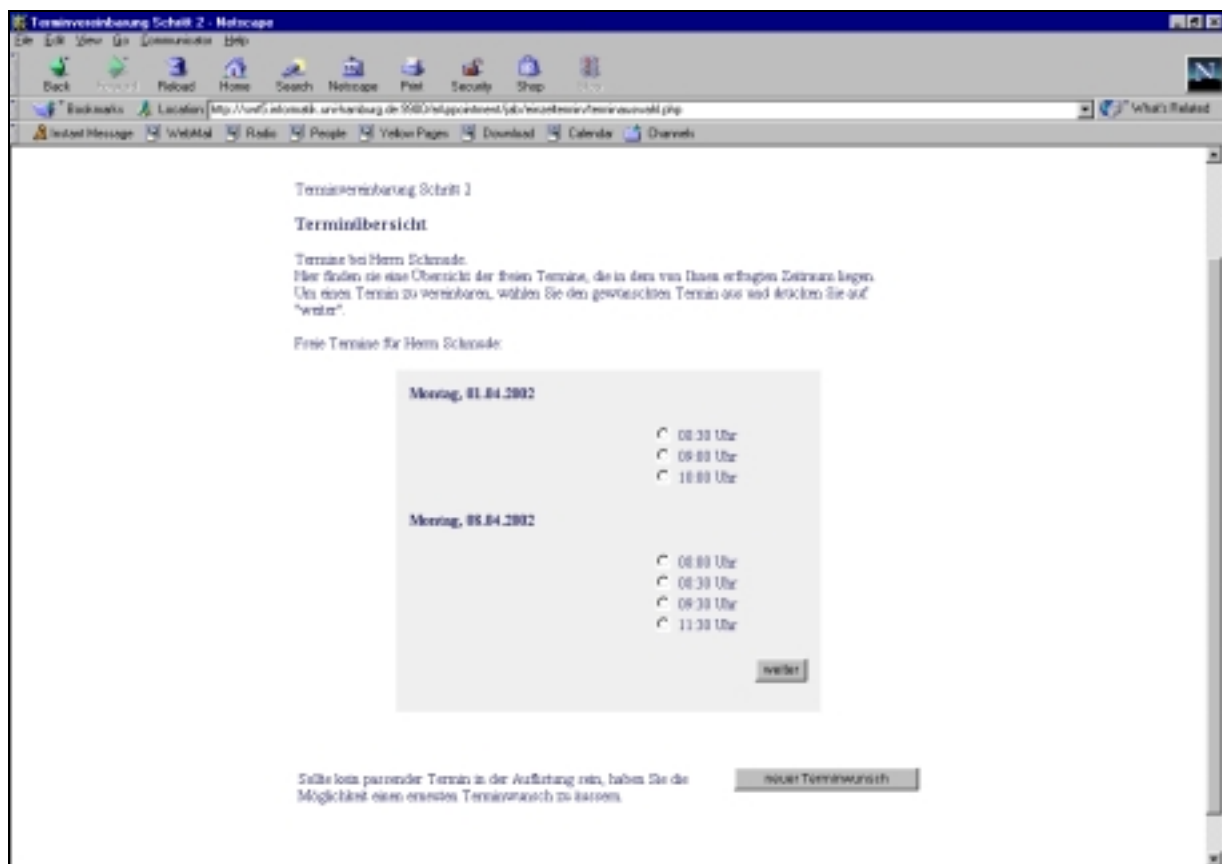 Terminvereinbarung Schritt 2 - Netscape
File Edit View Go Communicator Help
Back Forward Reload Home Search Netscape Print Security Shop Stop
Bookmarks Location: What's Related
Instant Message WebMail Radio People Yellow Pages Download Calendar Channels
Terminvereinbarung Schritt 2
Terminübersicht
Termine bei Herrn
Hier finden sie eine Übersicht der freien Termine, die in dem von Ihnen erfragten Zeitraum liegen.
Um einen Termin zu vereinbaren, wählen Sie den gewünschten Termin aus und drücken Sie auf
"weiter".
Freie Termine für Herrn
Montag, 01.04.2002
08:30 Uhr
09:00 Uhr
10:00 Uhr
Montag, 08.04.2002
08:00 Uhr
08:30 Uhr
09:30 Uhr
11:30 Uhr
weiter
Sollte kein passender Termin in der Auflistung sein, haben Sie die
Möglichkeit einen erneuten Terminwunsch zu äussern.
neuer Terminwunsch